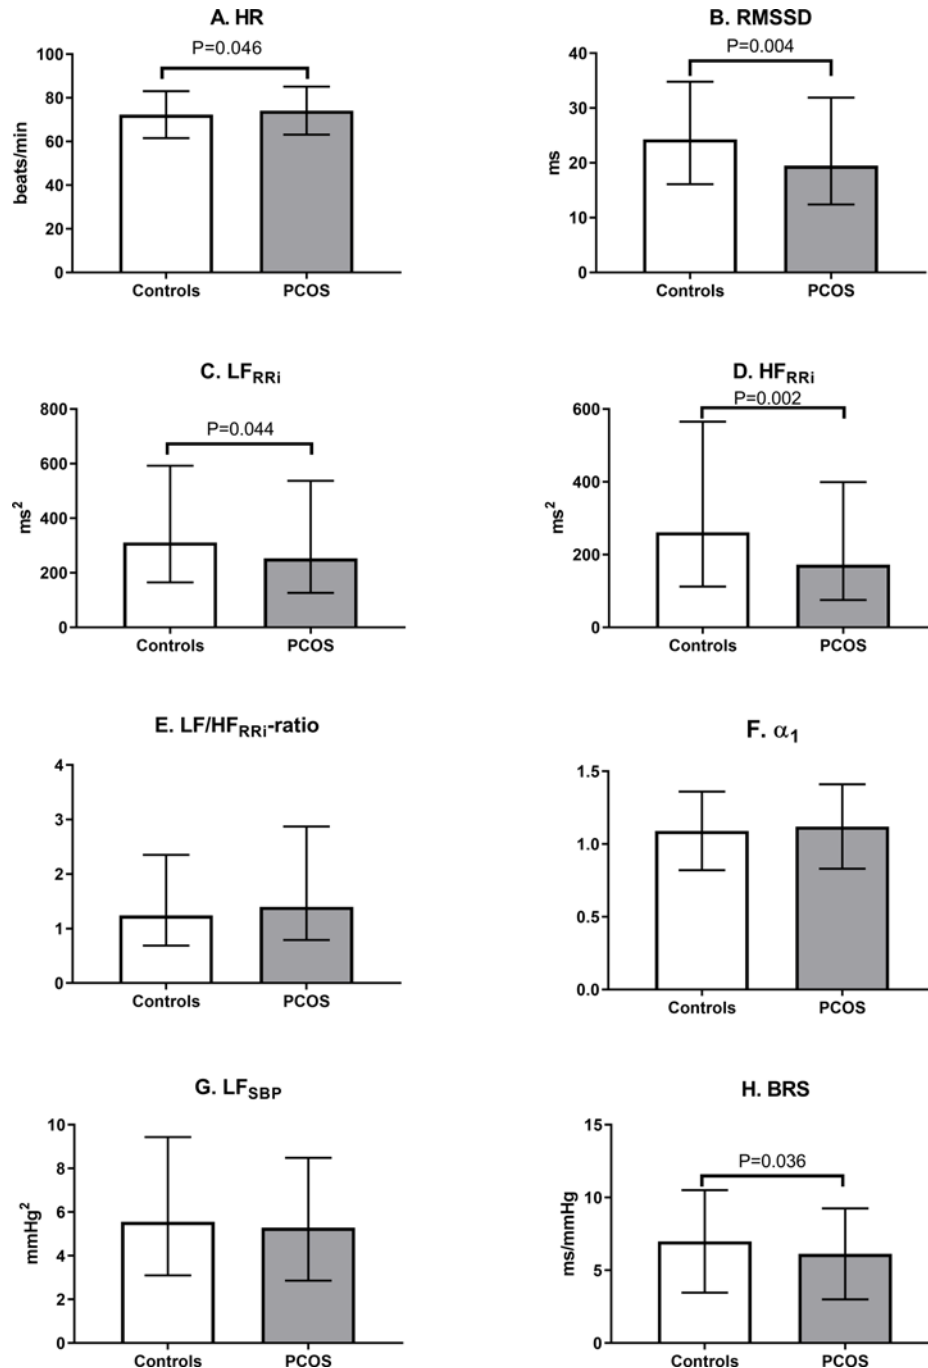 A. HR
P=0.046
beats/min
100
80
60
40
20
0
Controls PCOS
B. RMSSD
P=0.004
ms
40
30
20
10
0
Controls PCOS
C. LF_RRi
P=0.044
ms²
800
600
400
200
0
Controls PCOS
D. HF_RRi
P=0.002
ms²
600
400
200
0
Controls PCOS
E. LF/HF_RRi-ratio
4
3
2
1
0
Controls PCOS
F. α₁
1.5
1.0
0.5
0.0
Controls PCOS
G. LF_SBP
mmHg²
10
8
6
4
2
0
Controls PCOS
H. BRS
P=0.036
ms/mmHg
15
10
5
0
Controls PCOS